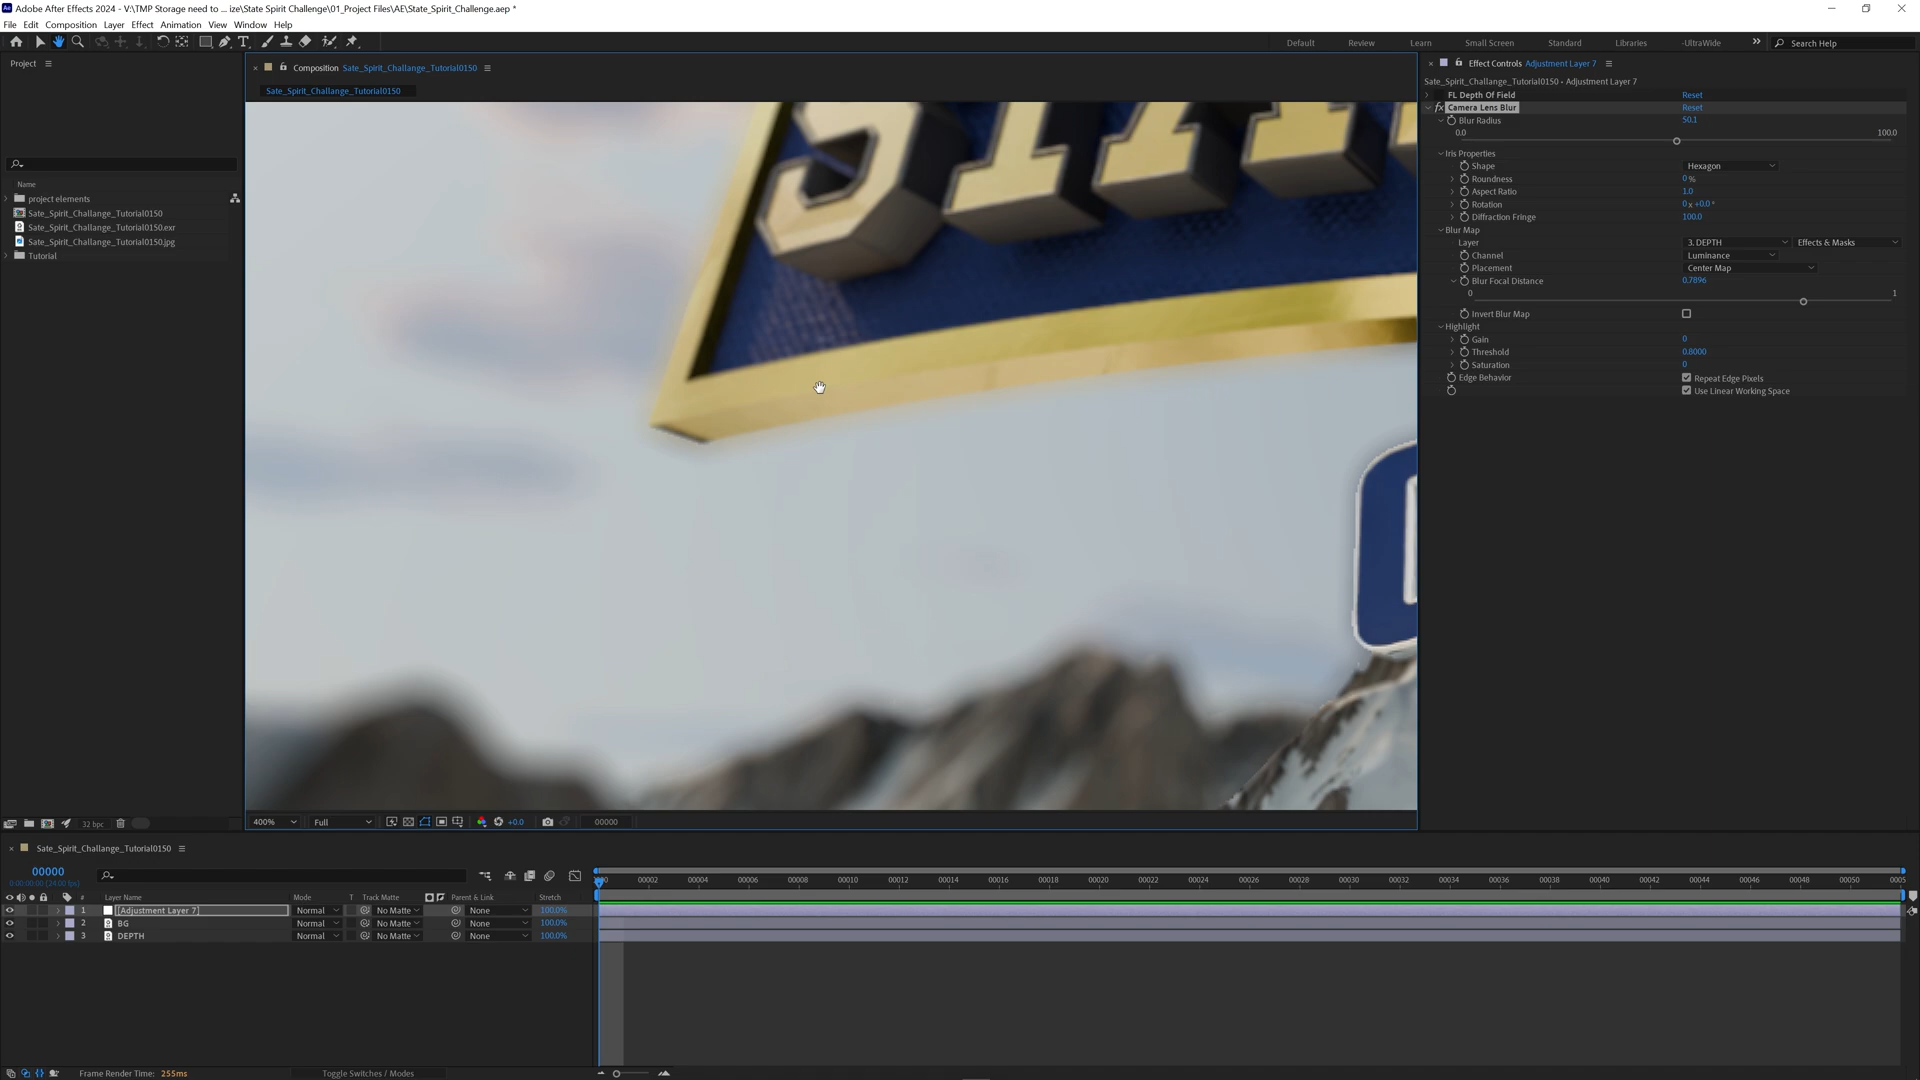 Adobe After Effects 2024 - V:\TMP Storage need to ... ize\State Spirit Challenge\01_Project Files\AE\State_Spirit_Challenge.aep *
File Edit Composition Layer Effect Animation View Window Help
Default Review Learn Small Screen Standard Libraries -UltraWide Search Help
Project
Name
project elements
Sate_Spirit_Challange_Tutorial0150
Sate_Spirit_Challange_Tutorial0150.exr
Sate_Spirit_Challange_Tutorial0150.jpg
Tutorial
32 bpc
Composition Sate_Spirit_Challange_Tutorial0150
Sate_Spirit_Challange_Tutorial0150
400% Full +0.0 00000
Effect Controls Adjustment Layer 7
Sate_Spirit_Challange_Tutorial0150 • Adjustment Layer 7
FL Depth Of Field Reset
fx Camera Lens Blur Reset
Blur Radius 50.1
0.0 100.0
Iris Properties
Shape Hexagon
Roundness 0 %
Aspect Ratio 1.0
Rotation 0 x +0.0 °
Diffraction Fringe 100.0
Blur Map
Layer 3. DEPTH Effects & Masks
Channel Luminance
Placement Center Map
Blur Focal Distance 0.7896
0 1
Invert Blur Map
Highlight
Gain 0
Threshold 0.8000
Saturation 0
Edge Behavior Repeat Edge Pixels
Use Linear Working Space
Sate_Spirit_Challange_Tutorial0150
00000
0:00:00:00 (24.00 fps)
00002 00004 00006 00008 00010 00012 00014 00016 00018 00020 00022 00024 00026 00028 00030 00032 00034 00036 00038 00040 00042 00044 00046 00048 00050 0005
# Layer Name Mode T Track Matte Parent & Link Stretch
1 [Adjustment Layer 7] Normal No Matte None 100.0%
2 BG Normal No Matte None 100.0%
3 DEPTH Normal No Matte None 100.0%
Frame Render Time: 255ms Toggle Switches / Modes